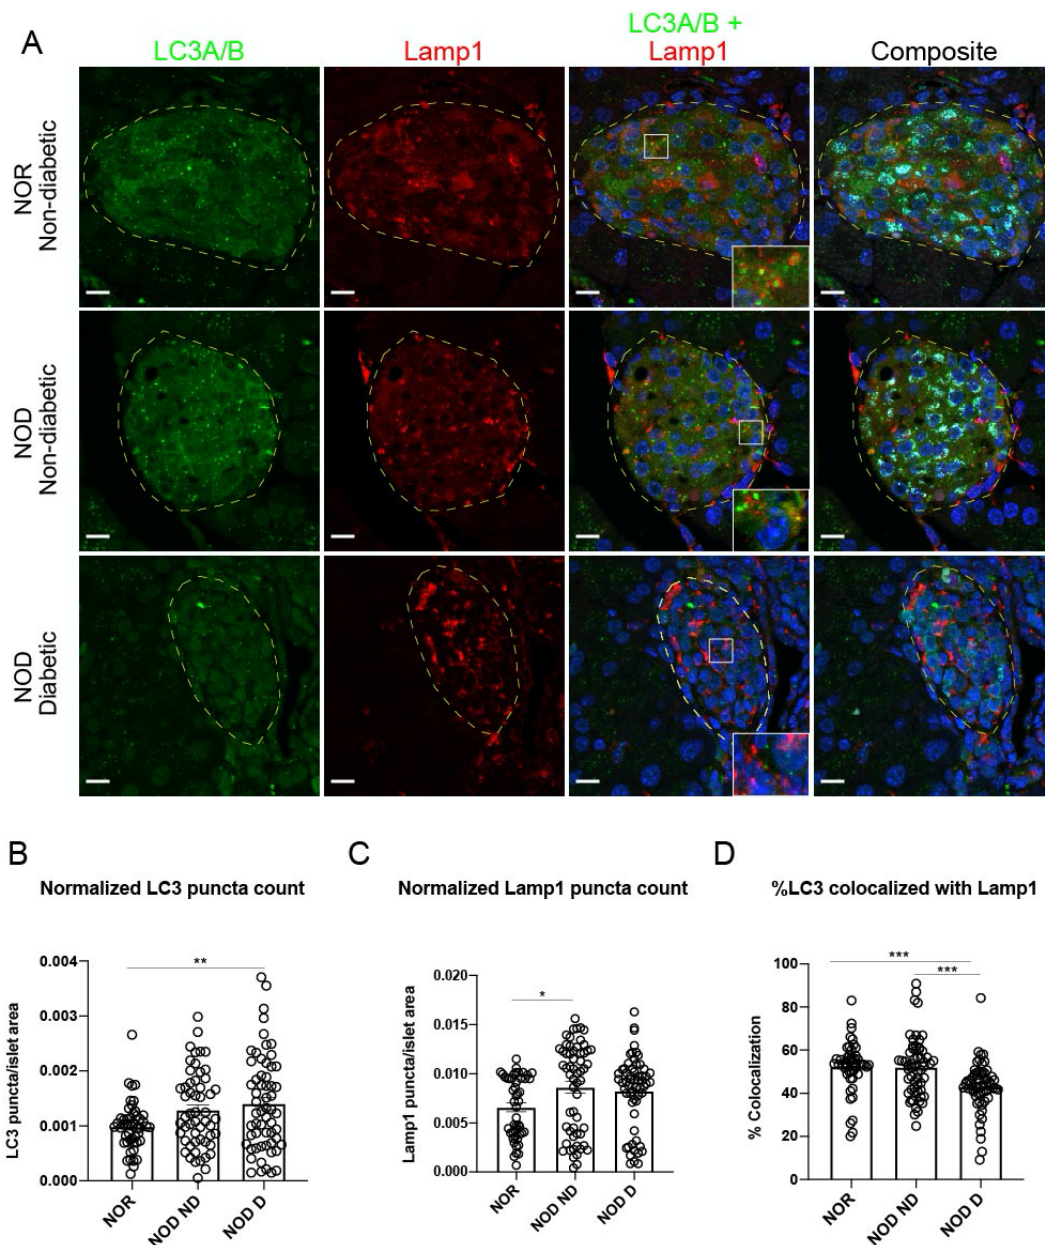 A
LC3A/B
Lamp1
LC3A/B +
Lamp1
Composite
NOR
Non-diabetic
NOD
Non-diabetic
NOD
Diabetic
B
Normalized LC3 puncta count
LC3 puncta/islet area
0.004
0.003
0.002
0.001
0.000
**
NOR
NOD ND
NOD D
C
Normalized Lamp1 puncta count
Lamp1 puncta/islet area
0.020
0.015
0.010
0.005
0.000
*
NOR
NOD ND
NOD D
D
%LC3 colocalized with Lamp1
% Colocalization
100
80
60
40
20
0
***
***
NOR
NOD ND
NOD D